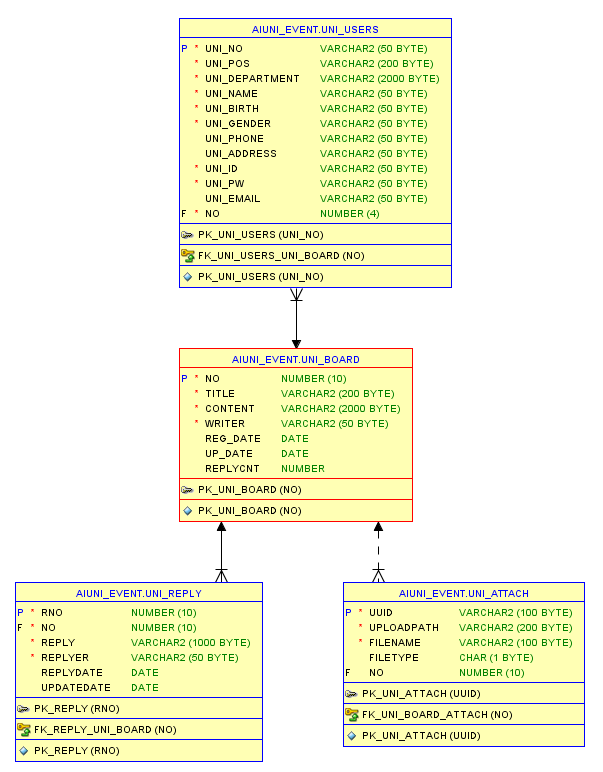 AIUNI_EVENT.UNI_USERS
P * UNI_NO VARCHAR2 (50 BYTE)
* UNI_POS VARCHAR2 (200 BYTE)
* UNI_DEPARTMENT VARCHAR2 (2000 BYTE)
* UNI_NAME VARCHAR2 (50 BYTE)
* UNI_BIRTH VARCHAR2 (50 BYTE)
* UNI_GENDER VARCHAR2 (50 BYTE)
UNI_PHONE VARCHAR2 (50 BYTE)
UNI_ADDRESS VARCHAR2 (50 BYTE)
* UNI_ID VARCHAR2 (50 BYTE)
* UNI_PW VARCHAR2 (50 BYTE)
UNI_EMAIL VARCHAR2 (50 BYTE)
F * NO NUMBER (4)
PK_UNI_USERS (UNI_NO)
FK_UNI_USERS_UNI_BOARD (NO)
PK_UNI_USERS (UNI_NO)
AIUNI_EVENT.UNI_BOARD
P * NO NUMBER (10)
* TITLE VARCHAR2 (200 BYTE)
* CONTENT VARCHAR2 (2000 BYTE)
* WRITER VARCHAR2 (50 BYTE)
REG_DATE DATE
UP_DATE DATE
REPLYCNT NUMBER
PK_UNI_BOARD (NO)
PK_UNI_BOARD (NO)
AIUNI_EVENT.UNI_REPLY
P * RNO NUMBER (10)
F * NO NUMBER (10)
* REPLY VARCHAR2 (1000 BYTE)
* REPLYER VARCHAR2 (50 BYTE)
REPLYDATE DATE
UPDATEDATE DATE
PK_REPLY (RNO)
FK_REPLY_UNI_BOARD (NO)
PK_REPLY (RNO)
AIUNI_EVENT.UNI_ATTACH
P * UUID VARCHAR2 (100 BYTE)
* UPLOADPATH VARCHAR2 (200 BYTE)
* FILENAME VARCHAR2 (100 BYTE)
FILETYPE CHAR (1 BYTE)
F NO NUMBER (10)
PK_UNI_ATTACH (UUID)
FK_UNI_BOARD_ATTACH (NO)
PK_UNI_ATTACH (UUID)